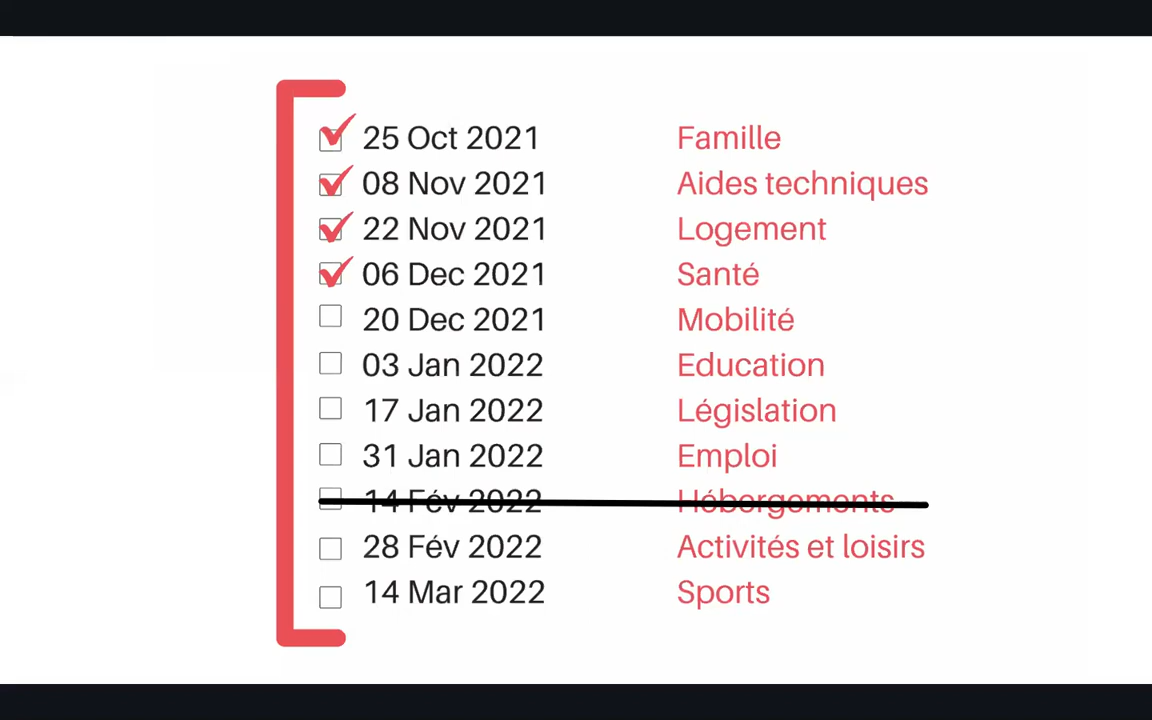 25 Oct 2021 Famille
08 Nov 2021 Aides techniques
22 Nov 2021 Logement
06 Dec 2021 Santé
20 Dec 2021 Mobilité
03 Jan 2022 Education
17 Jan 2022 Législation
31 Jan 2022 Emploi
14 Fév 2022 Hébergements
28 Fév 2022 Activités et loisirs
14 Mar 2022 Sports